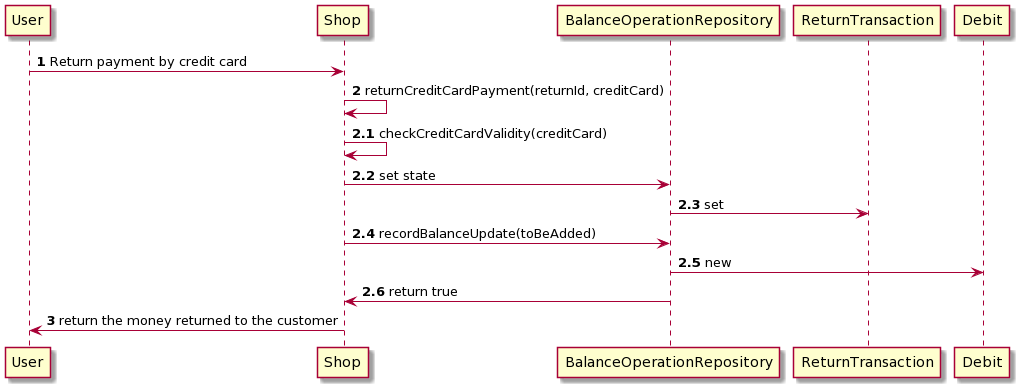 User Shop BalanceOperationRepository ReturnTransaction Debit
1 Return payment by credit card
2 returnCreditCardPayment(returnId, creditCard)
2.1 checkCreditCardValidity(creditCard)
2.2 set state
2.3 set
2.4 recordBalanceUpdate(toBeAdded)
2.5 new
2.6 return true
3 return the money returned to the customer
User Shop BalanceOperationRepository ReturnTransaction Debit